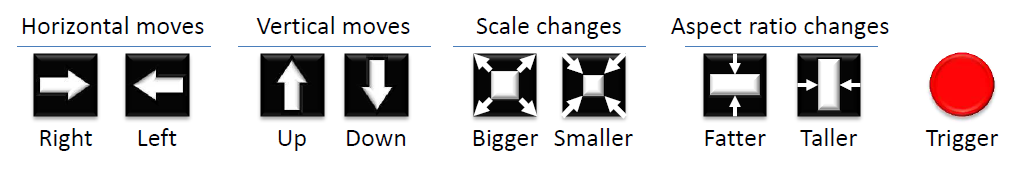 Horizontal moves Vertical moves Scale changes Aspect ratio changes
Right Left Up Down Bigger Smaller Fatter Taller Trigger